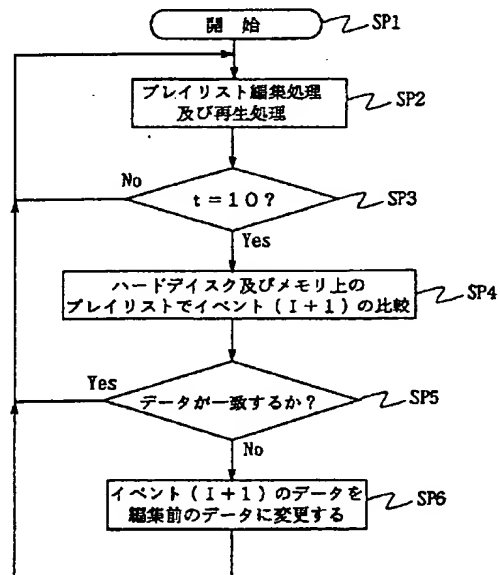 開 始
SP1
プレイリスト編集処理
及び再生処理
SP2
No
t=10?
SP3
Yes
ハードディスク及びメモリ上の
プレイリストでイベント(I+1)の比較
SP4
Yes
データが一致するか?
SP5
No
イベント(I+1)のデータを
編集前のデータに変更する
SP6